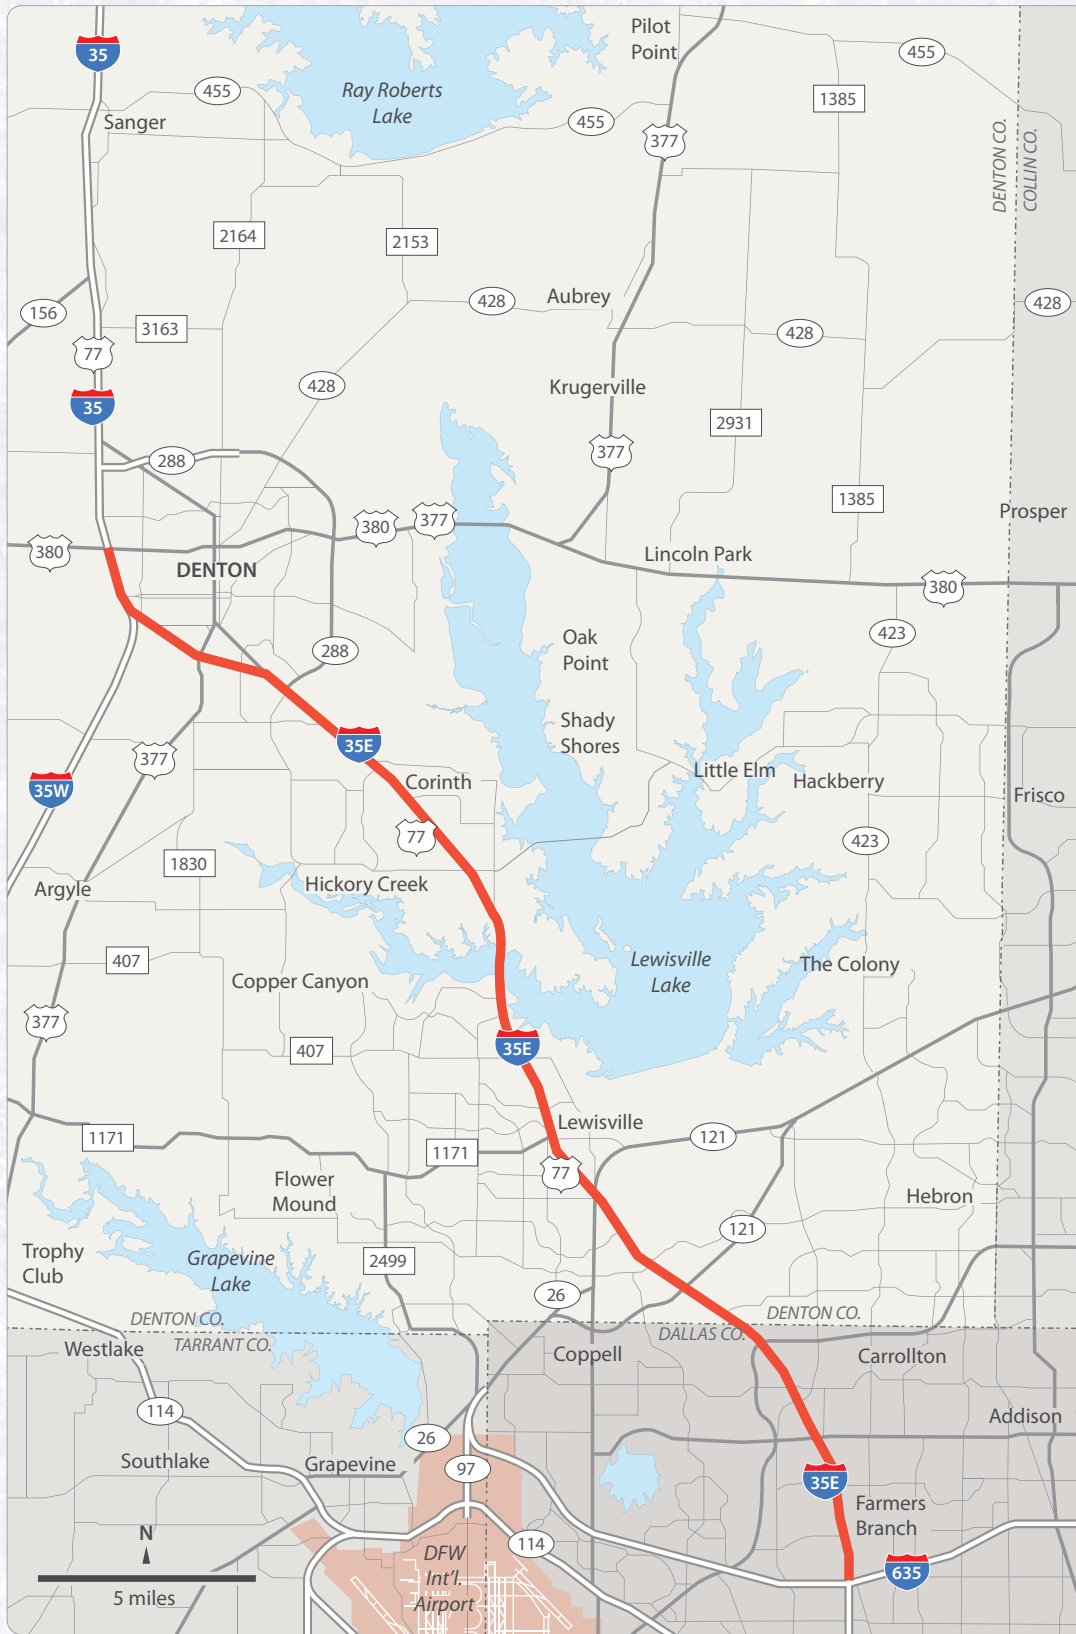 Pilot
Point
35
455
455
Ray Roberts
Lake
1385
Sanger
455
377
DENTON CO.
COLLIN CO.
2164
2153
156
428
Aubrey
428
3163
428
77
428
Krugerville
35
2931
377
288
1385
Prosper
380
377
380
Lincoln Park
DENTON
380
423
Oak
Point
288
Shady
Shores
35E
377
Little Elm
Hackberry
35W
Corinth
Frisco
77
423
1830
Argyle
Hickory Creek
407
Lewisville
Lake
The Colony
Copper Canyon
377
407
35E
Lewisville
1171
121
1171
77
Flower
Mound
Hebron
121
Trophy
Club
Grapevine
Lake
2499
26
DENTON CO.
DENTON CO.
TARRANT CO.
DALLAS CO.
Westlake
Coppell
Carrollton
114
Addison
26
Southlake
Grapevine
97
35E
Farmers
Branch
N
114
DFW
Int'l.
Airport
635
5 miles